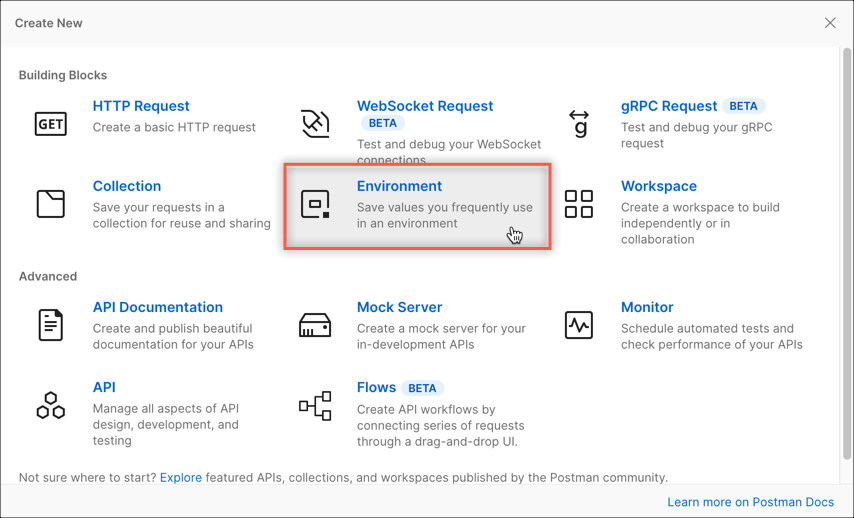 Create New
Building Blocks
GET
HTTP Request
Create a basic HTTP request
WebSocket Request
BETA
Test and debug your WebSocket
connections
g
gRPC Request BETA
Test and debug your gRPC
request
Collection
Save your requests in a
collection for reuse and sharing
Environment
Save values you frequently use
in an environment
Workspace
Create a workspace to build
independently or in
collaboration
Advanced
API Documentation
Create and publish beautiful
documentation for your APIs
Mock Server
Create a mock server for your
in-development APIs
Monitor
Schedule automated tests and
check performance of your APIs
API
Manage all aspects of API
design, development, and
testing
Flows BETA
Create API workflows by
connecting series of requests
through a drag-and-drop UI.
Not sure where to start? Explore featured APIs, collections, and workspaces published by the Postman community.
Learn more on Postman Docs